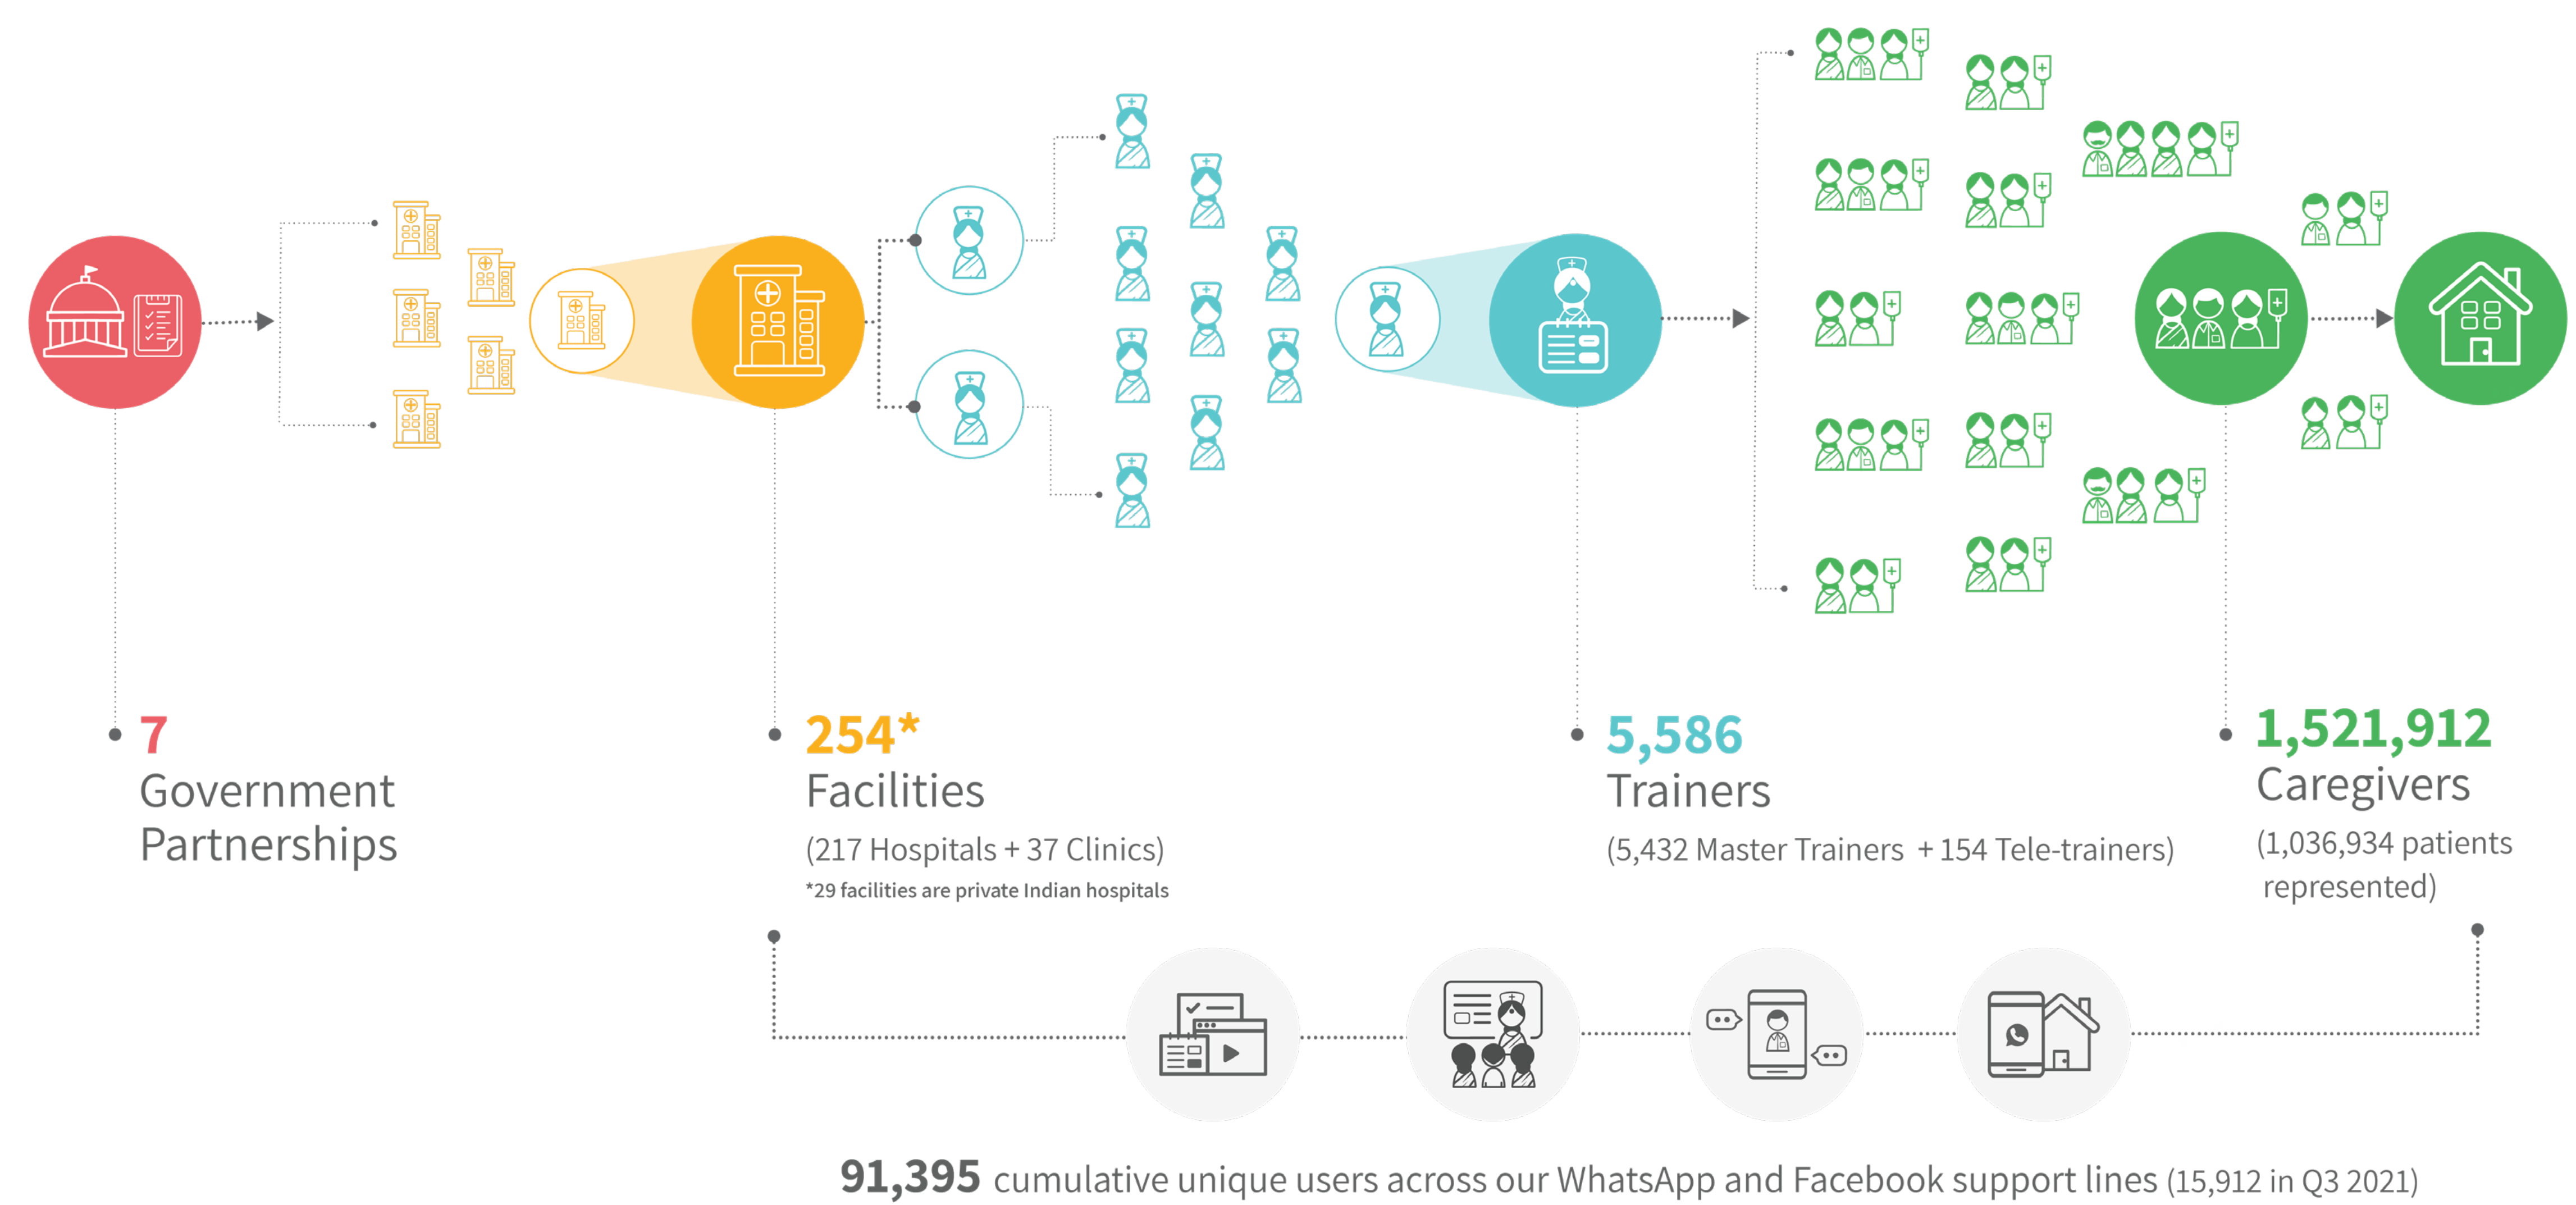 7
Government
Partnerships
254*
Facilities
(217 Hospitals + 37 Clinics)
*29 facilities are private Indian hospitals
5,586
Trainers
(5,432 Master Trainers + 154 Tele-trainers)
1,521,912
Caregivers
(1,036,934 patients
represented)
91,395 cumulative unique users across our WhatsApp and Facebook support lines (15,912 in Q3 2021)